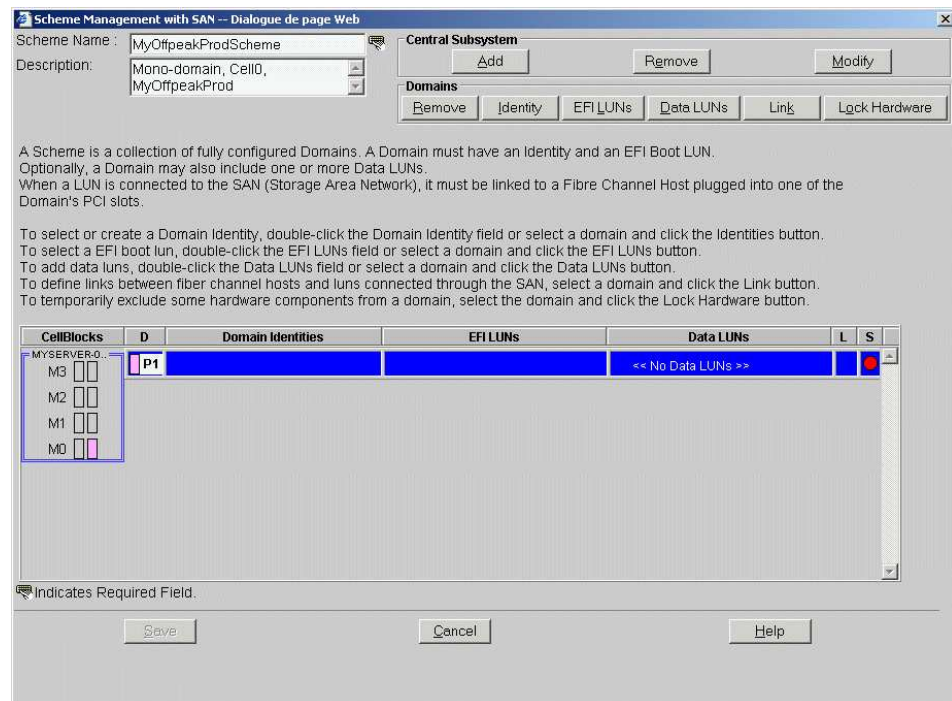 Scheme Management with SAN -- Dialogue de page Web
Scheme Name :
MyOffpeakProdScheme
Description:
Mono-domain, Cell0,
MyOffpeakProd
Central Subsystem
Add
Remove
Modify
Domains
Remove
Identity
EFI LUNs
Data LUNs
Link
Lock Hardware
A Scheme is a collection of fully configured Domains. A Domain must have an Identity and an EFI Boot LUN.
Optionally, a Domain may also include one or more Data LUNs.
When a LUN is connected to the SAN (Storage Area Network), it must be linked to a Fibre Channel Host plugged into one of the
Domain's PCI slots.
To select or create a Domain Identity, double-click the Domain Identity field or select a domain and click the Identities button.
To select a EFI boot lun, double-click the EFI LUNs field or select a domain and click the EFI LUNs button.
To add data luns, double-click the Data LUNs field or select a domain and click the Data LUNs button.
To define links between fiber channel hosts and luns connected through the SAN, select a domain and click the Link button.
To temporarily exclude some hardware components from a domain, select the domain and click the Lock Hardware button.
CellBlocks D Domain Identities EFI LUNs Data LUNs L S
MYSERVER-0..
P1 << No Data LUNs >>
M3
M2
M1
M0
Indicates Required Field.
Save
Cancel
Help